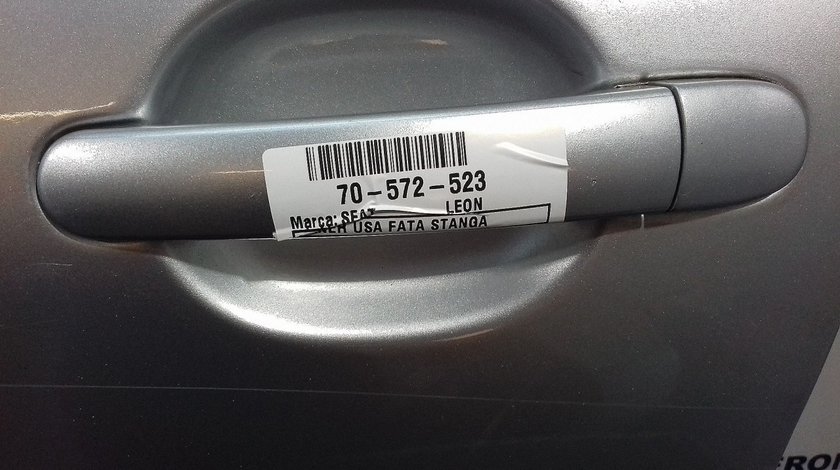 70-572-523
Marca: SEAT LEON
USA FATA STANGA